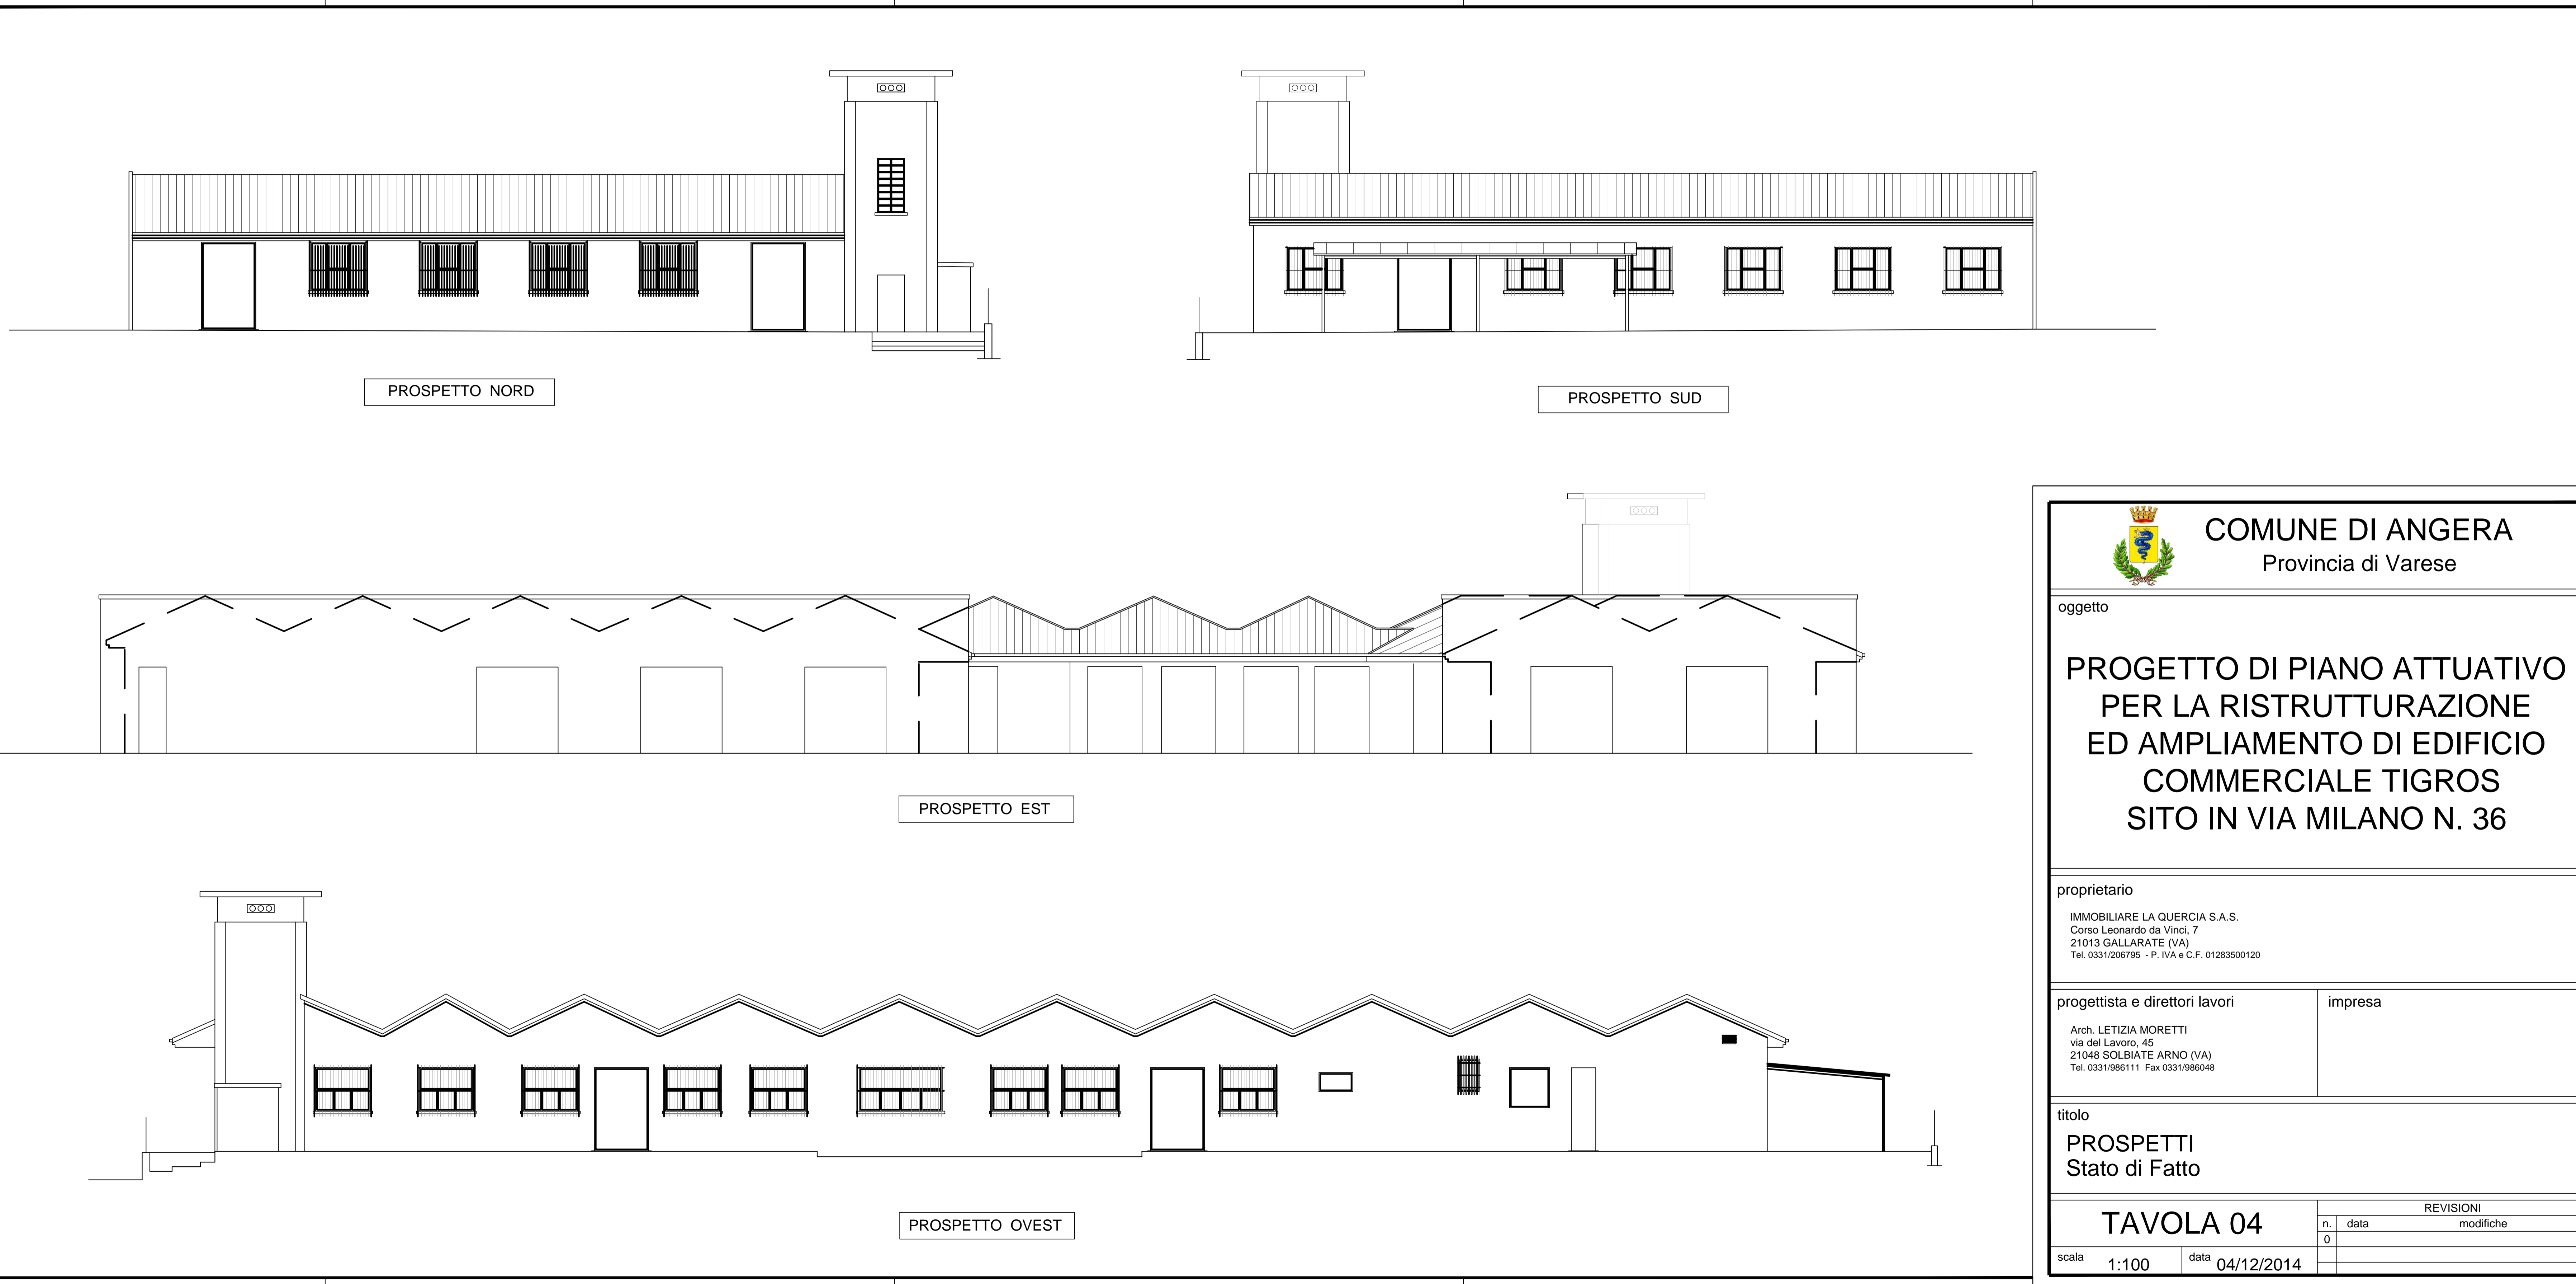 PROSPETTO NORD
PROSPETTO SUD
PROSPETTO EST
PROSPETTO OVEST
COMUNE DI ANGERA
Provincia di Varese
oggetto
PROGETTO DI PIANO ATTUATIVO
PER LA RISTRUTTURAZIONE
ED AMPLIAMENTO DI EDIFICIO
COMMERCIALE TIGROS
SITO IN VIA MILANO N. 36
proprietario
IMMOBILIARE LA QUERCIA S.A.S.
Corso Leonardo da Vinci, 7
21013 GALLARATE (VA)
Tel. 0331/206795 - P. IVA e C.F. 01283500120
progettista e direttori lavori
Arch. LETIZIA MORETTI
via del Lavoro, 45
21048 SOLBIATE ARNO (VA)
Tel. 0331/986111 Fax 0331/986048
impresa
titolo
PROSPETTI
Stato di Fatto
TAVOLA 04
REVISIONI
n. data modifiche
0
scala 1:100 data 04/12/2014